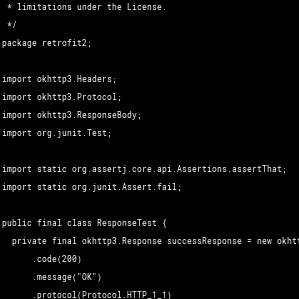 * limitations under the License.
*/
package retrofit2;
import okhttp3.Headers;
import okhttp3.Protocol;
import okhttp3.ResponseBody;
import org.junit.Test;
import static org.assertj.core.api.Assertions.assertThat;
import static org.junit.Assert.fail;
public final class ResponseTest {
private final okhttp3.Response successResponse = new okhtt
.code(200)
.message("OK")
.protocol(Protocol.HTTP_1_1)